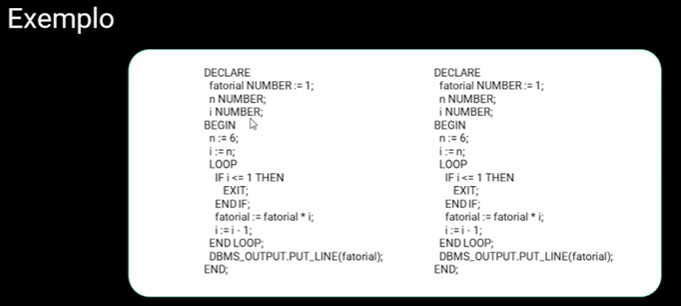 Exemplo
DECLARE
fatorial NUMBER := 1;
n NUMBER;
i NUMBER;
BEGIN
n := 6;
i := n;
LOOP
IF i <= 1 THEN
EXIT;
END IF;
fatorial := fatorial * i;
i := i - 1;
END LOOP;
DBMS_OUTPUT.PUT_LINE(fatorial);
END;
DECLARE
fatorial NUMBER := 1;
n NUMBER;
i NUMBER;
BEGIN
n := 6;
i := n;
LOOP
IF i <= 1 THEN
EXIT;
END IF;
fatorial := fatorial * i;
i := i - 1;
END LOOP;
DBMS_OUTPUT.PUT_LINE(fatorial);
END;